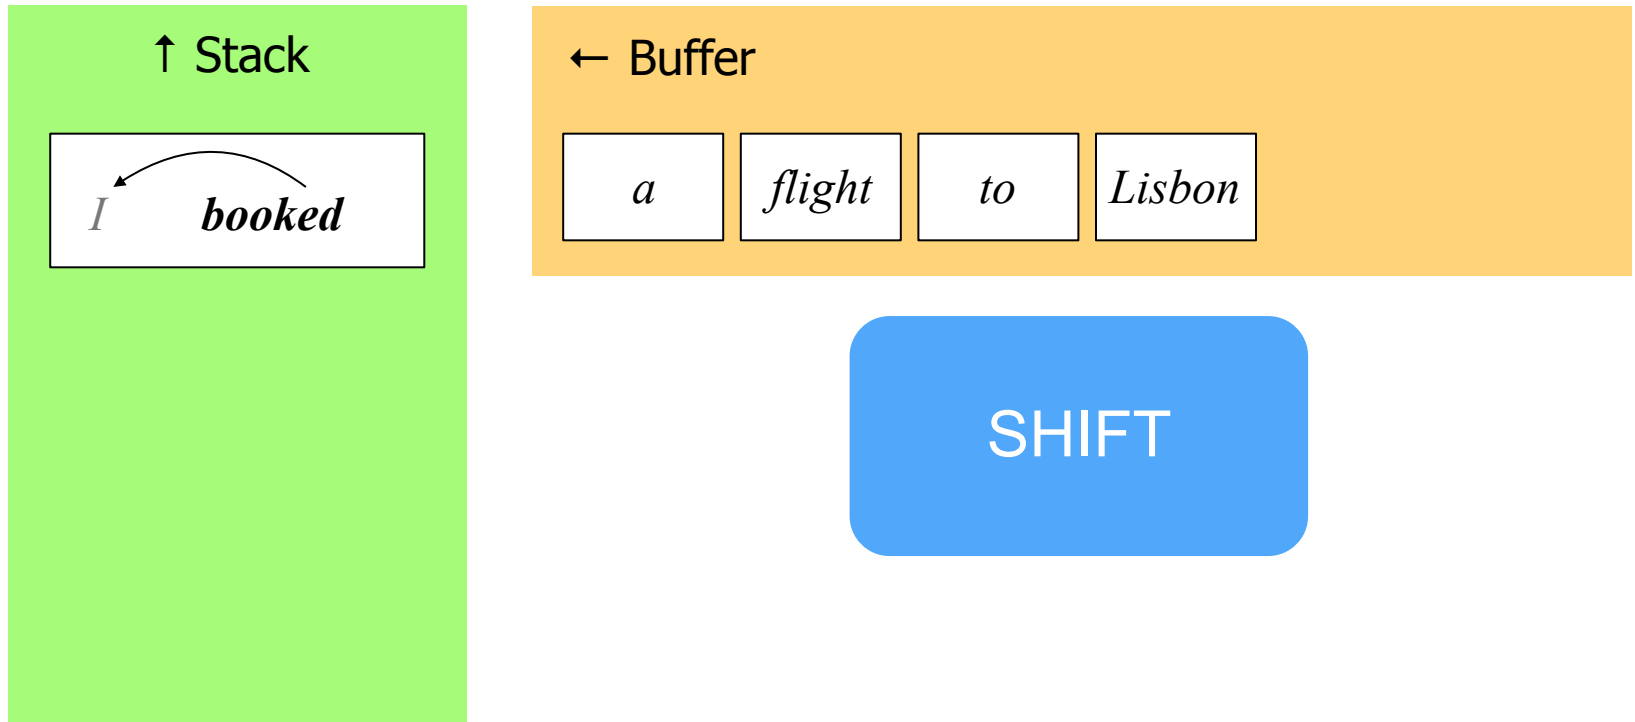 ↑ Stack
I booked
← Buffer
a flight to Lisbon
SHIFT